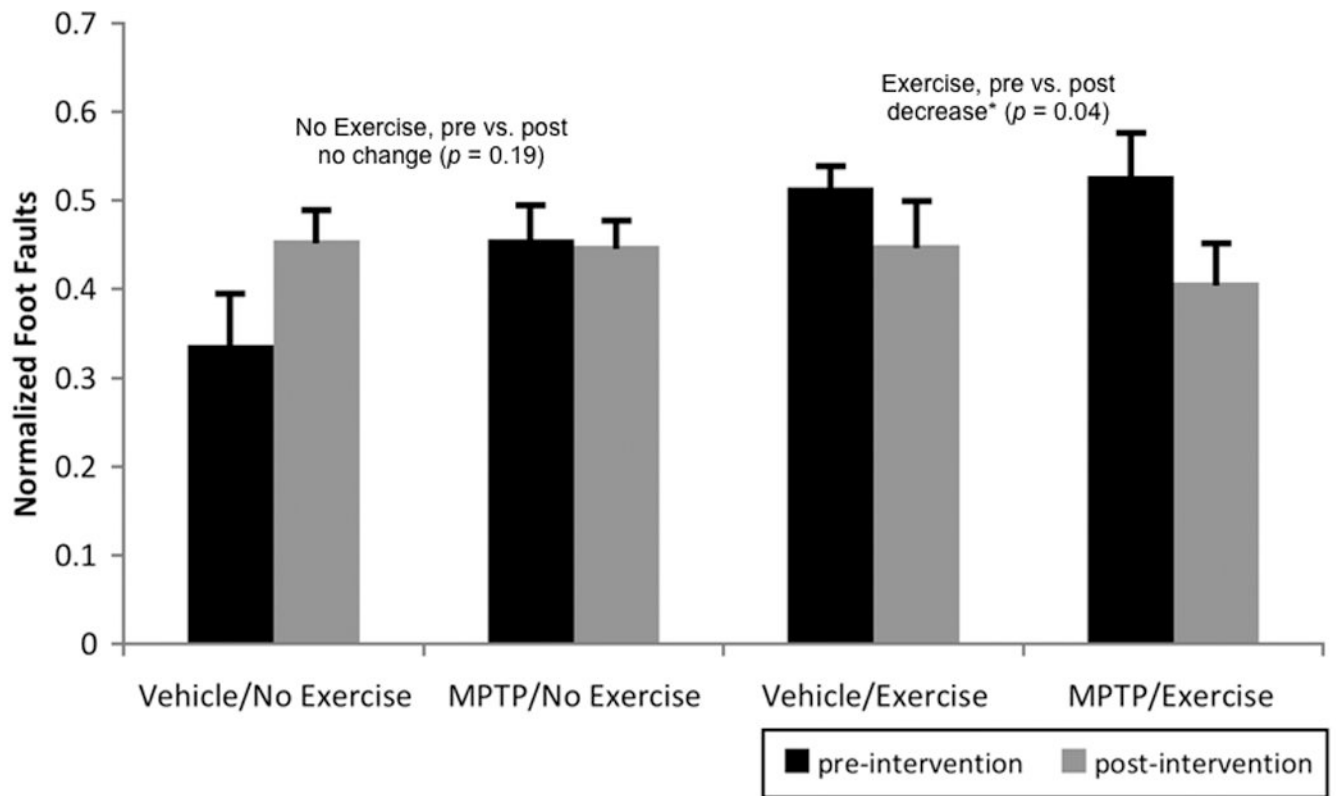 0.7
0.6
0.5
0.4
0.3
0.2
0.1
0
Normalized Foot Faults
No Exercise, pre vs. post
no change (p = 0.19)
Exercise, pre vs. post
decrease* (p = 0.04)
Vehicle/No Exercise
MPTP/No Exercise
Vehicle/Exercise
MPTP/Exercise
pre-intervention
post-intervention